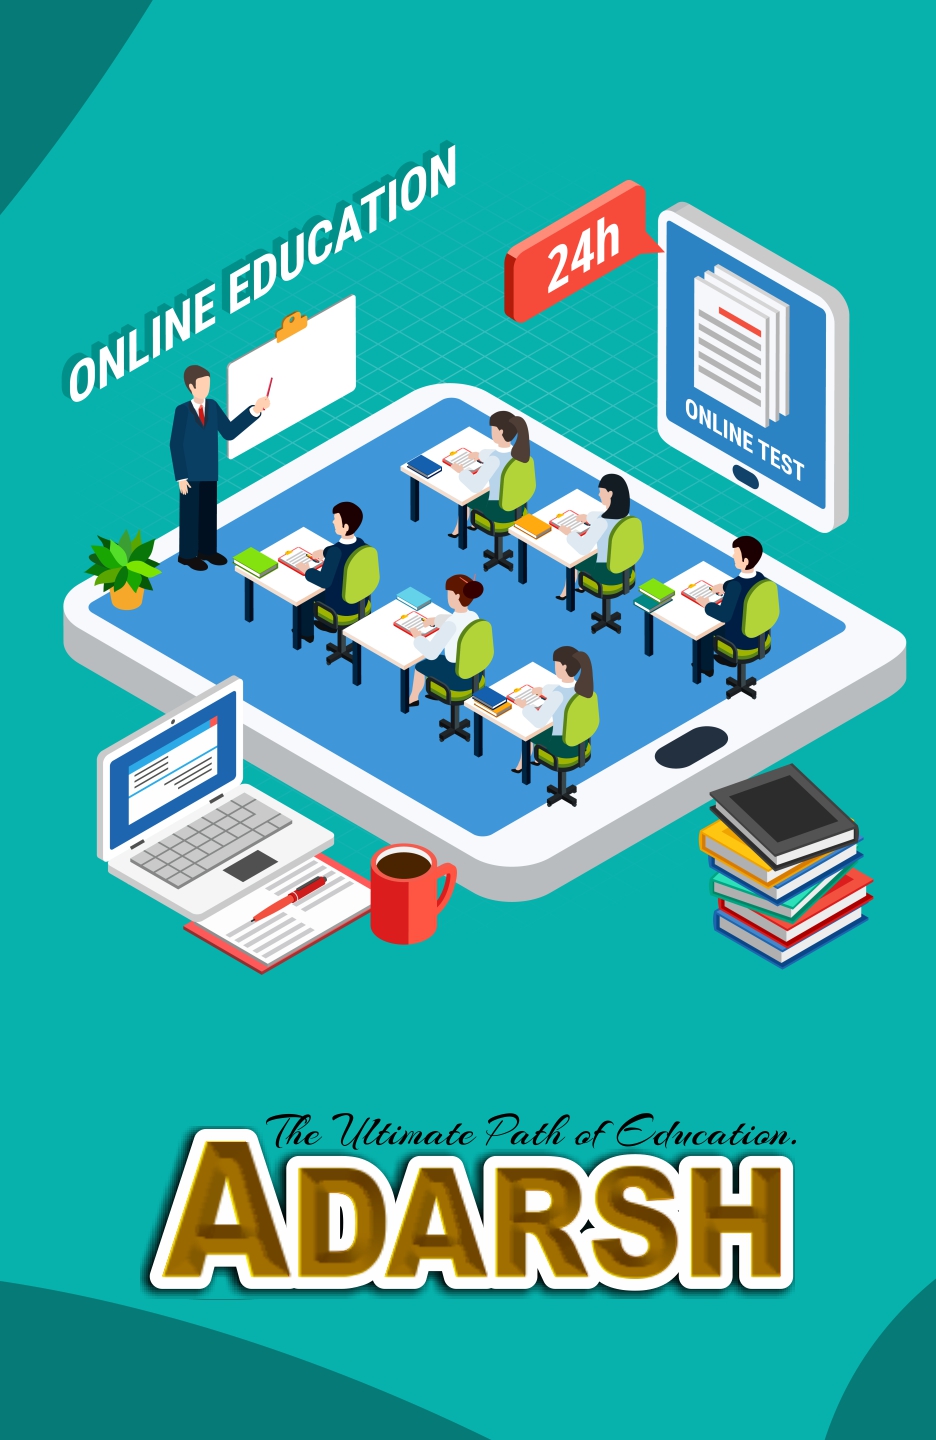 ONLINE EDUCATION
24h
ONLINE TEST
The Ultimate Path of Education.
ADARSH